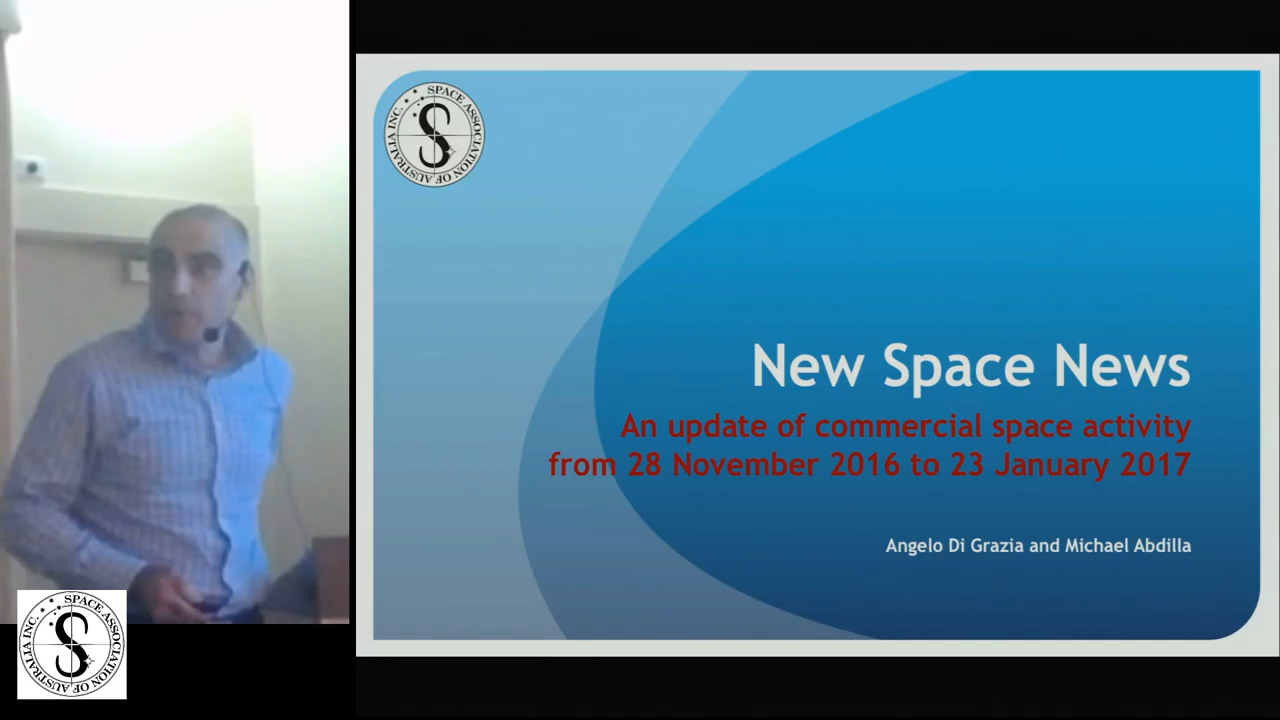 SPACE ASSOCIATION OF AUSTRALIA INC.
S
New Space News
An update of commercial space activity
from 28 November 2016 to 23 January 2017
Angelo Di Grazia and Michael Abdilla
SPACE ASSOCIATION OF AUSTRALIA INC.
S